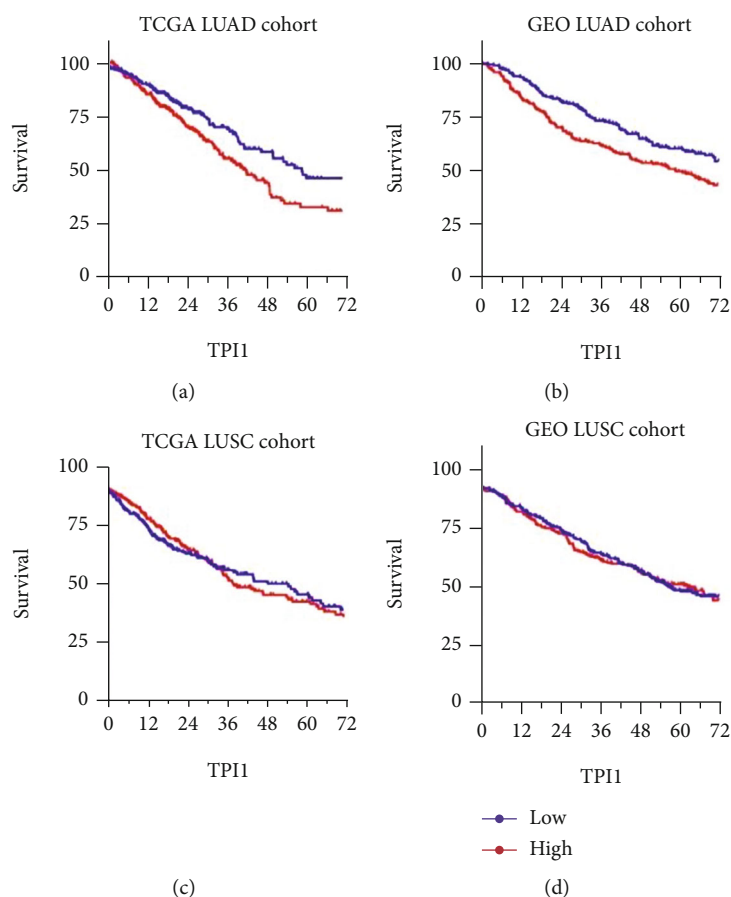 TCGA LUAD cohort
100
75
50
25
0
Survival
0 12 24 36 48 60 72
TPI1
(a)
GEO LUAD cohort
100
75
50
25
0
Survival
0 12 24 36 48 60 72
TPI1
(b)
TCGA LUSC cohort
100
75
50
25
0
Survival
0 12 24 36 48 60 72
TPI1
(c)
GEO LUSC cohort
100
75
50
25
0
Survival
0 12 24 36 48 60 72
TPI1
Low
High
(d)